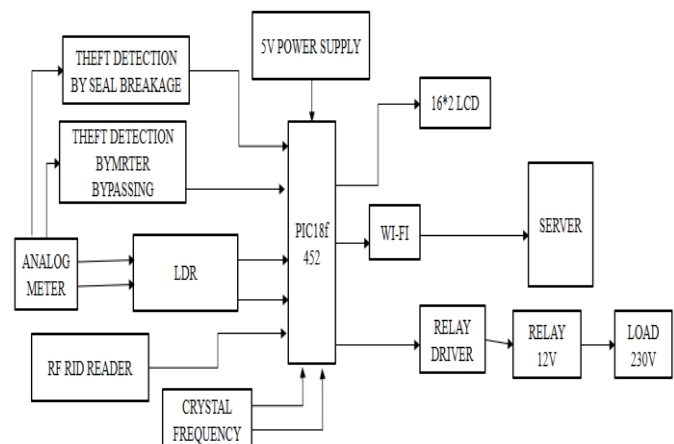 THEFT DETECTION
BY SEAL BREAKAGE
5V POWER SUPPLY
16*2 LCD
THEFT DETECTION
BYMRTER
BYPASSING
PIC18f
452
WI-FI
SERVER
ANALOG
METER
LDR
RELAY
DRIVER
RELAY
12V
LOAD
230V
RF RID READER
CRYSTAL
FREQUENCY